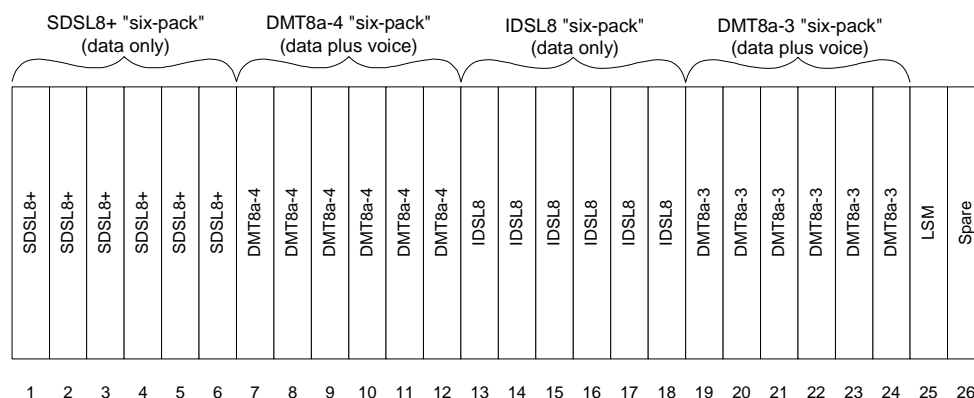 SDSL8+ "six-pack"
(data only)
DMT8a-4 "six-pack"
(data plus voice)
IDSL8 "six-pack"
(data only)
DMT8a-3 "six-pack"
(data plus voice)
SDSL8+
SDSL8+
SDSL8+
SDSL8+
SDSL8+
SDSL8+
DMT8a-4
DMT8a-4
DMT8a-4
DMT8a-4
DMT8a-4
DMT8a-4
IDSL8
IDSL8
IDSL8
IDSL8
IDSL8
IDSL8
DMT8a-3
DMT8a-3
DMT8a-3
DMT8a-3
DMT8a-3
DMT8a-3
LSM
Spare
1 2 3 4 5 6 7 8 9 10 11 12 13 14 15 16 17 18 19 20 21 22 23 24 25 26